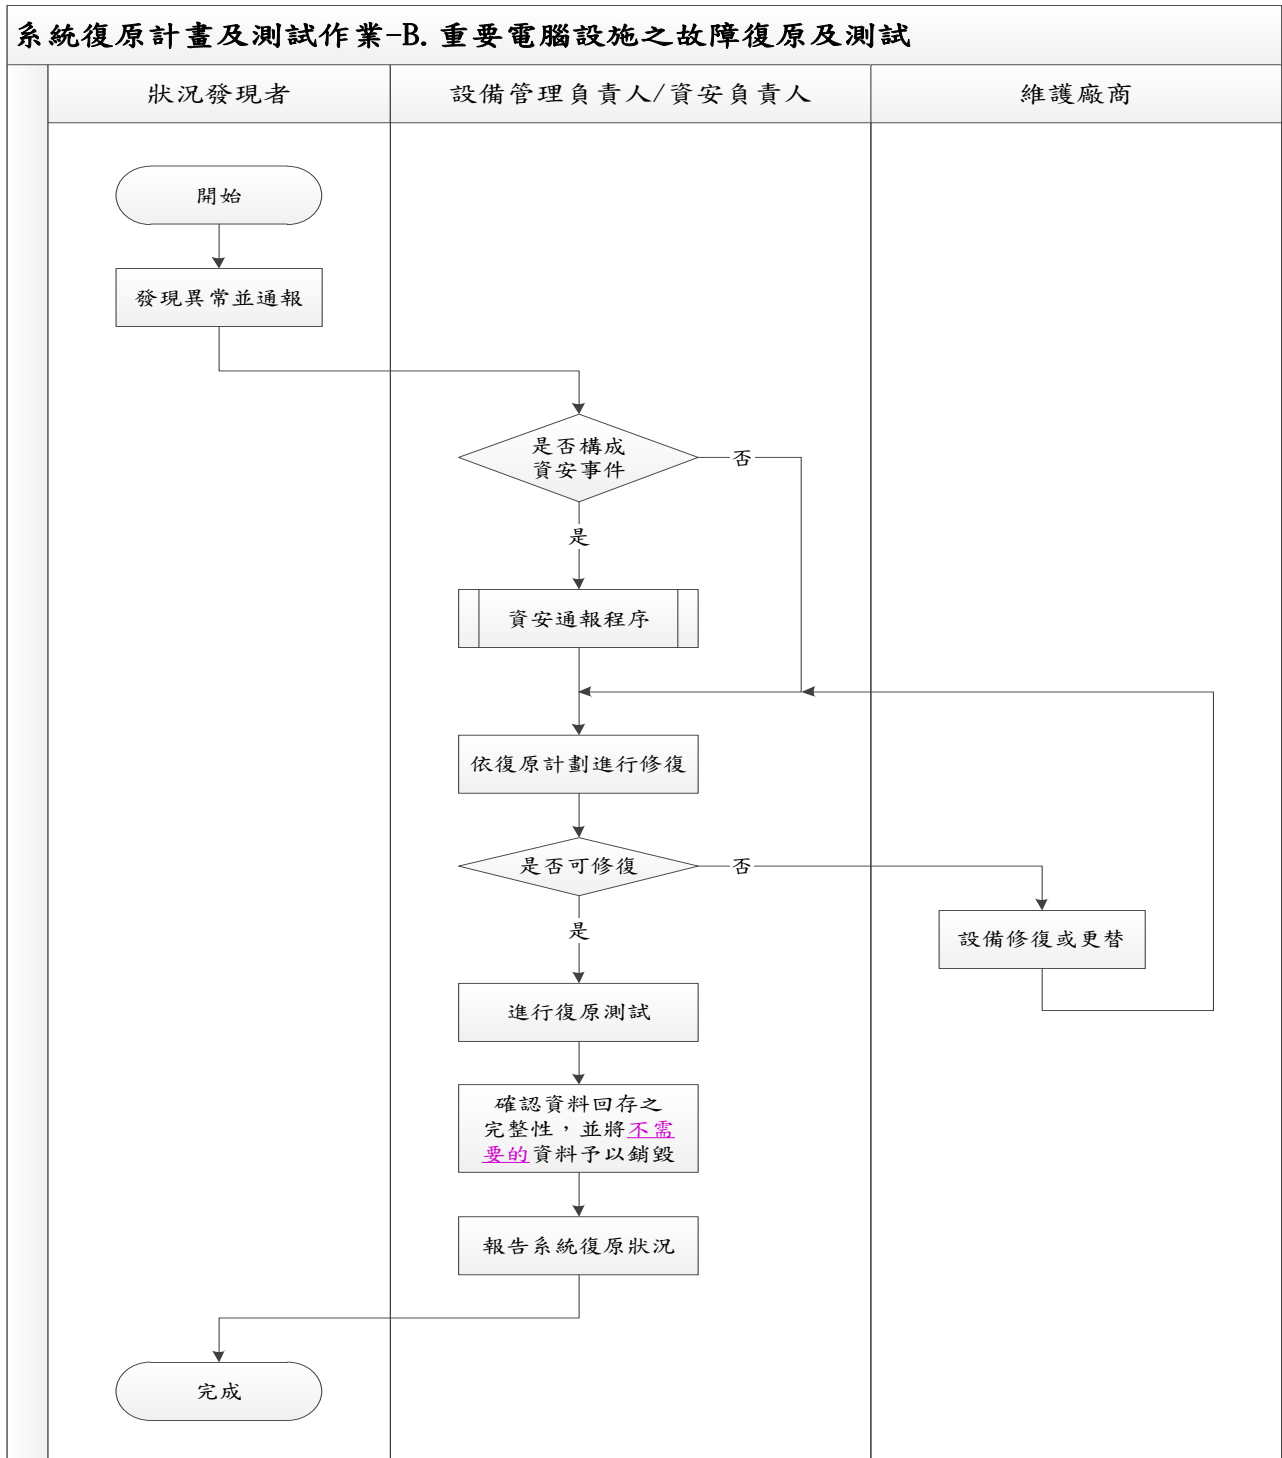 系統復原計畫及測試作業-B.重要電腦設施之故障復原及測試
狀況發現者
設備管理負責人/資安負責人
維護廠商
開始
發現異常並通報
是否構成
資安事件
否
是
資安通報程序
依復原計劃進行修復
是否可修復
否
是
設備修復或更替
進行復原測試
確認資料回存之
完整性，並將不需
要的資料予以銷毀
報告系統復原狀況
完成